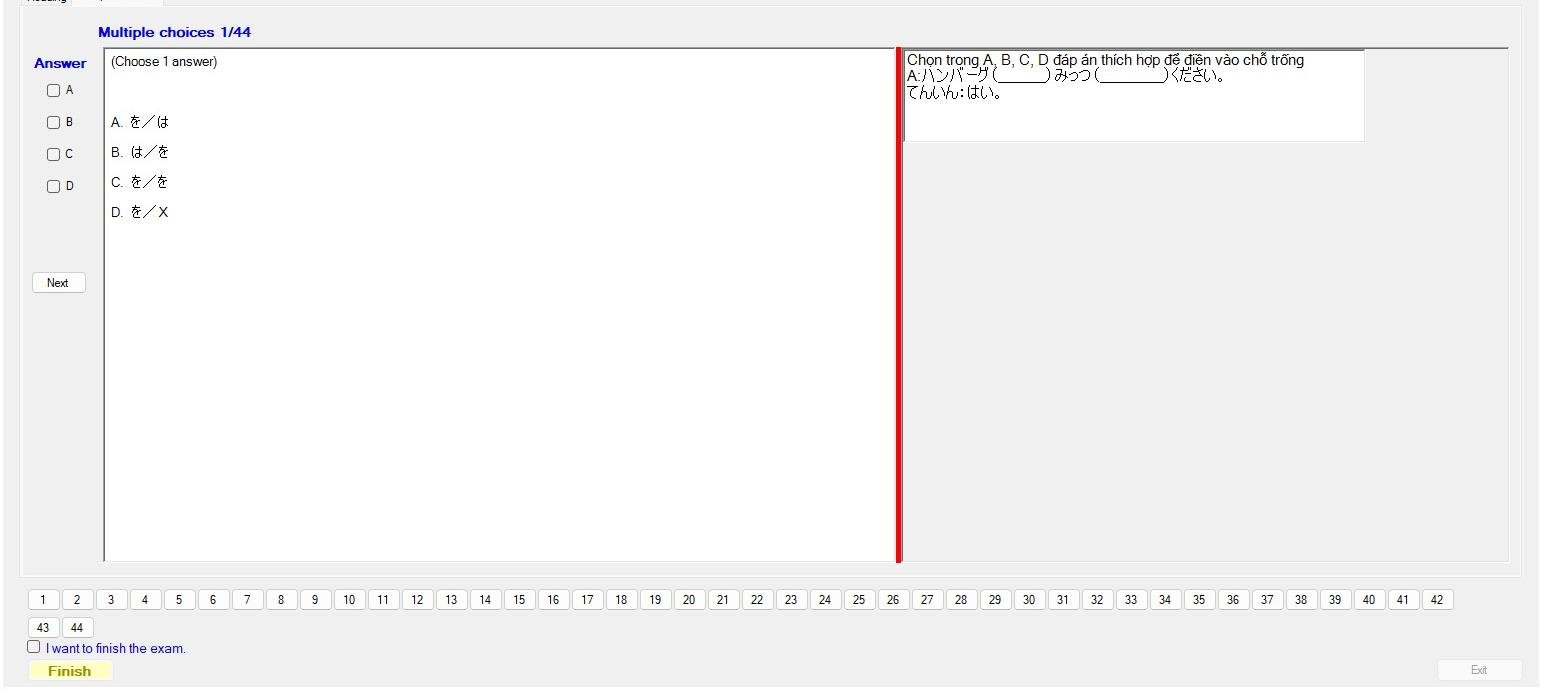 Multiple choices 1/44
Answer
A
B
C
D
Next
(Choose 1 answer)
A. を／は
B. は／を
C. を／を
D. を／X
Chọn trong A, B, C, D đáp án thích hợp để điền vào chỗ trống
A:ハンバーグ(______) みっつ (________)ください。
てんいん：はい。
1 2 3 4 5 6 7 8 9 10 11 12 13 14 15 16 17 18 19 20 21 22 23 24 25 26 27 28 29 30 31 32 33 34 35 36 37 38 39 40 41 42
43 44
I want to finish the exam.
Finish
Exit